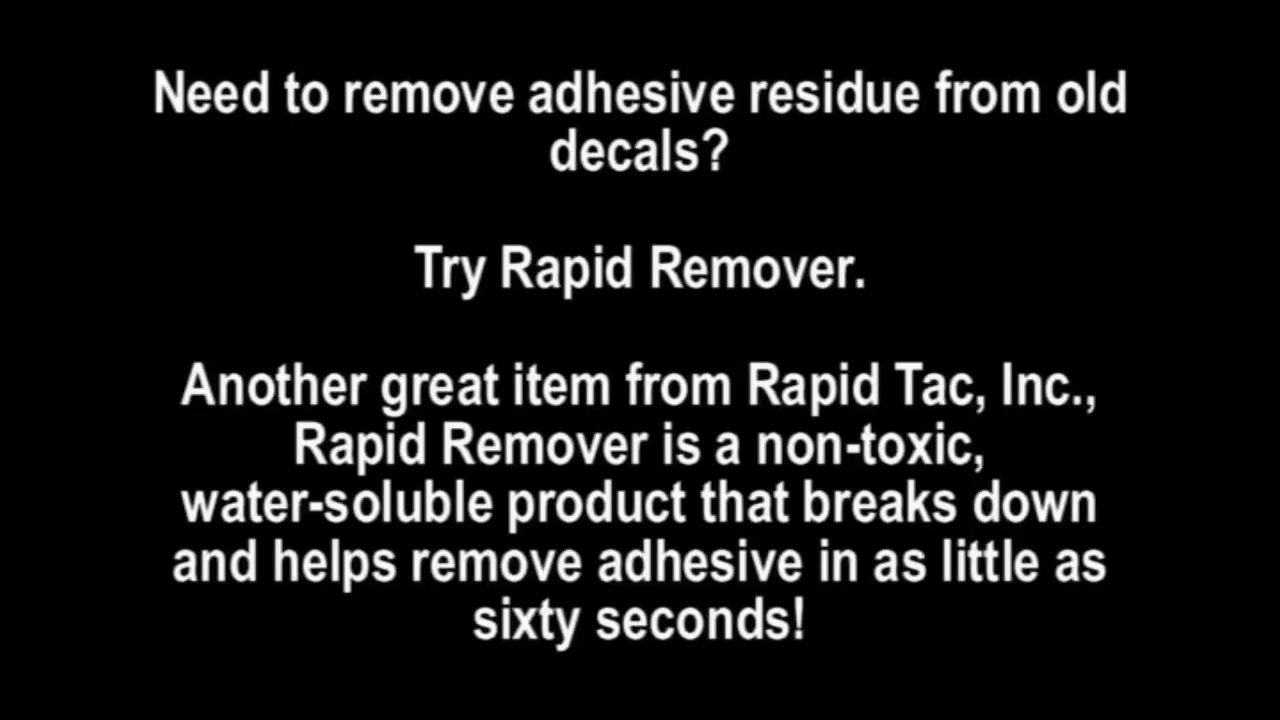 Need to remove adhesive residue from old
decals?
Try Rapid Remover.
Another great item from Rapid Tac, Inc.,
Rapid Remover is a non-toxic,
water-soluble product that breaks down
and helps remove adhesive in as little as
sixty seconds!